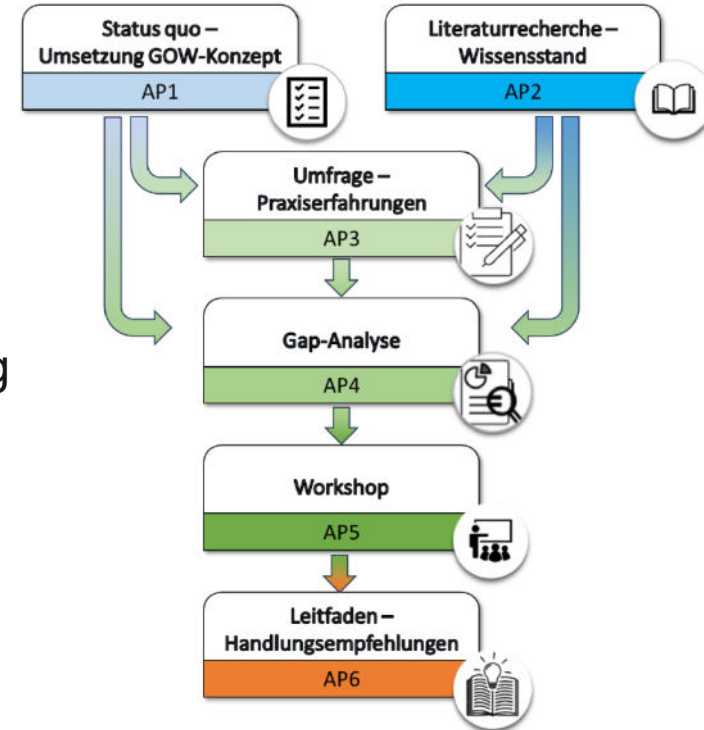 Status quo –
Umsetzung GOW-Konzept
AP1
Literaturrecherche –
Wissensstand
AP2
Umfrage –
Praxiserfahrungen
AP3
Gap-Analyse
g
AP4
Workshop
AP5
Leitfaden –
Handlungsempfehlungen
AP6